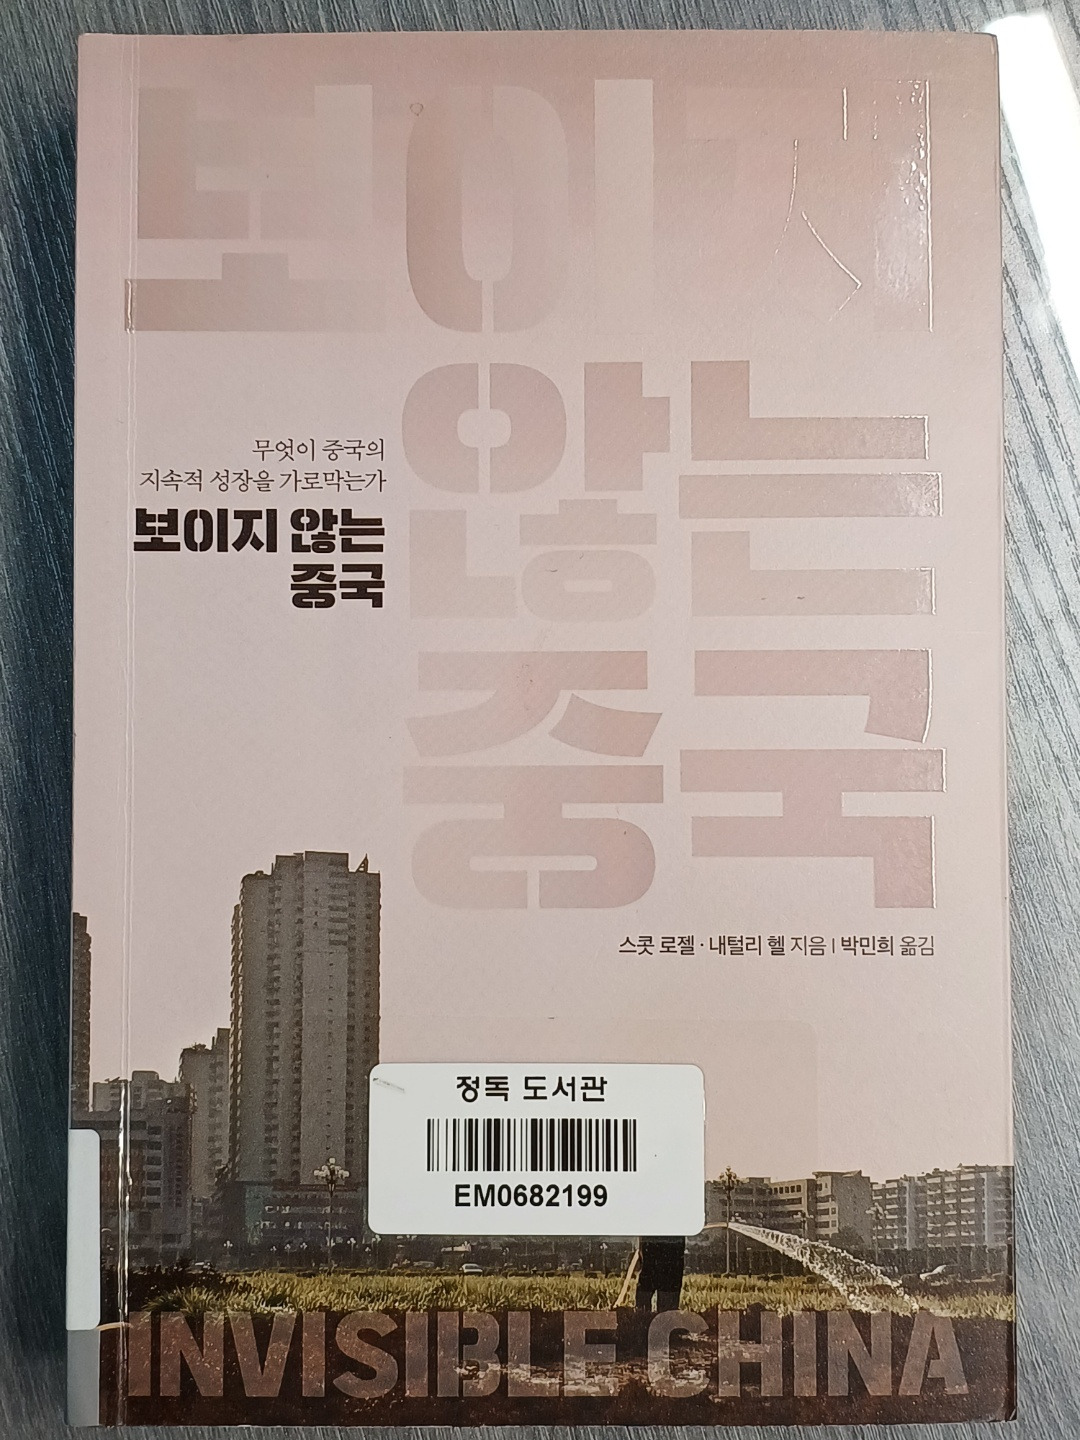 보이지
않는
중국
무엇이 중국의
지속적 성장을 가로막는가
보이지 않는
중국
스콧 로젤·내털리 헬 지음 | 박민희 옮김
정독 도서관
EM0682199
INVISIBLE CHINA